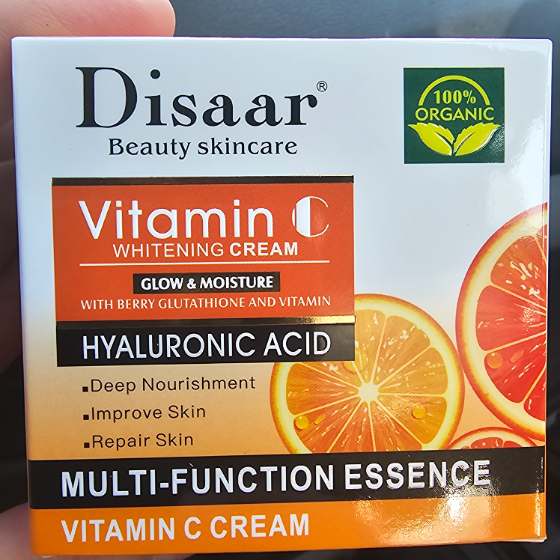 Disaar®
Beauty skincare
100%
ORGANIC
Vitamin C
WHITENING CREAM
GLOW & MOISTURE
WITH BERRY GLUTATHIONE AND VITAMIN
HYALURONIC ACID
▪Deep Nourishment
▪Improve Skin
▪Repair Skin
MULTI-FUNCTION ESSENCE
VITAMIN C CREAM